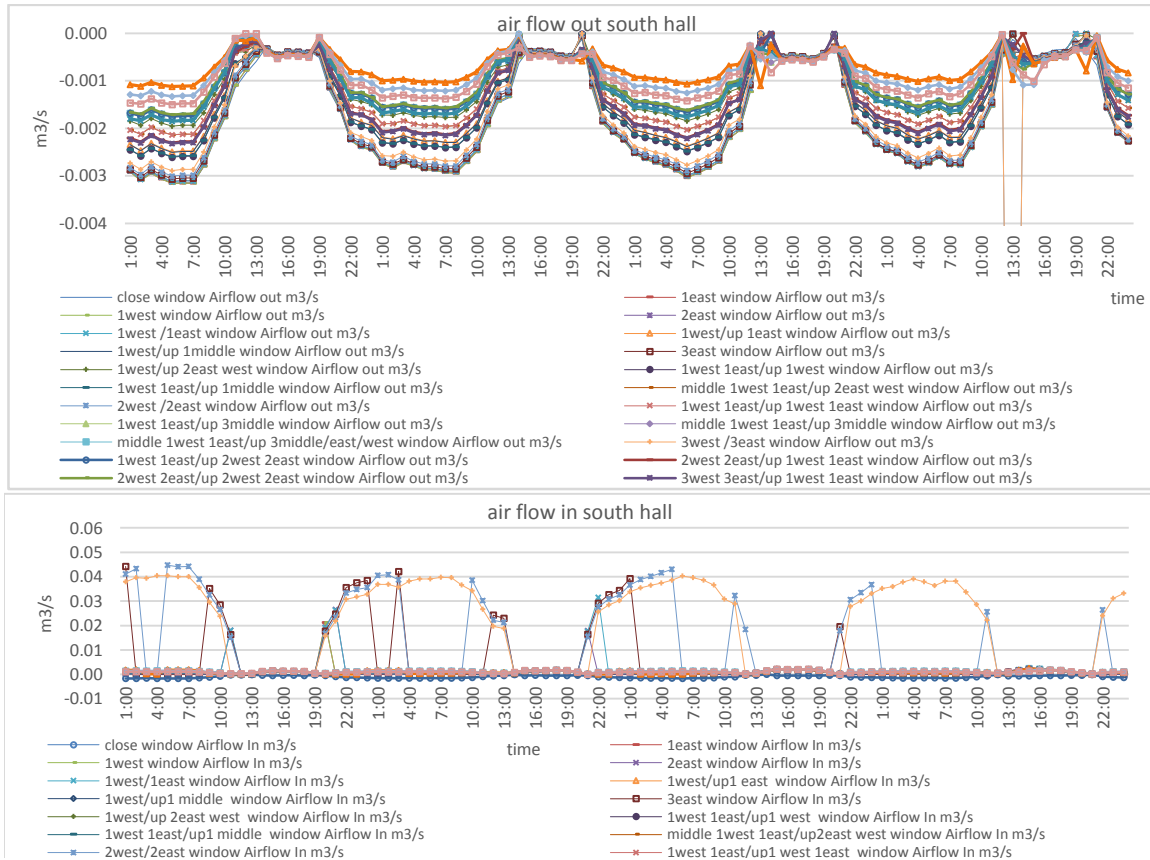 air flow out south hall
0.000
-0.001
-0.002
-0.003
-0.004
m3/s
1:00 4:00 7:00 10:00 13:00 16:00 19:00 22:00 1:00 4:00 7:00 10:00 13:00 16:00 19:00 22:00 1:00 4:00 7:00 10:00 13:00 16:00 19:00 22:00 1:00 4:00 7:00 10:00 13:00 16:00 19:00 22:00
time
close window Airflow out m3/s 1east window Airflow out m3/s
1west window Airflow out m3/s 2east window Airflow out m3/s
1west /1east window Airflow out m3/s 1west/up 1east window Airflow out m3/s
1west/up 1middle window Airflow out m3/s 3east window Airflow out m3/s
1west/up 2east west window Airflow out m3/s 1west 1east/up 1west window Airflow out m3/s
1west 1east/up 1middle window Airflow out m3/s middle 1west 1east/up 2east west window Airflow out m3/s
2west /2east window Airflow out m3/s 1west 1east/up 1west 1east window Airflow out m3/s
1west 1east/up 3middle window Airflow out m3/s middle 1west 1east/up 3middle window Airflow out m3/s
middle 1west 1east/up 3middle/east/west window Airflow out m3/s 3west /3east window Airflow out m3/s
1west 1east/up 2west 2east window Airflow out m3/s 2west 2east/up 1west 1east window Airflow out m3/s
2west 2east/up 2west 2east window Airflow out m3/s 3west 3east/up 1west 1east window Airflow out m3/s
air flow in south hall
0.06
0.05
0.04
0.03
0.02
0.01
0.00
-0.01
m3/s
1:00 4:00 7:00 10:00 13:00 16:00 19:00 22:00 1:00 4:00 7:00 10:00 13:00 16:00 19:00 22:00 1:00 4:00 7:00 10:00 13:00 16:00 19:00 22:00 1:00 4:00 7:00 10:00 13:00 16:00 19:00 22:00
time
close window Airflow In m3/s 1east window Airflow In m3/s
1west window Airflow In m3/s 2east window Airflow In m3/s
1west/1east window Airflow In m3/s 1west/up1 east window Airflow In m3/s
1west/up1 middle window Airflow In m3/s 3east window Airflow In m3/s
1west/up 2east west window Airflow In m3/s 1west 1east/up1 west window Airflow In m3/s
1west 1east/up1 middle window Airflow In m3/s middle 1west 1east/up2east west window Airflow In m3/s
2west/2east window Airflow In m3/s 1west 1east/up1 west 1east window Airflow In m3/s